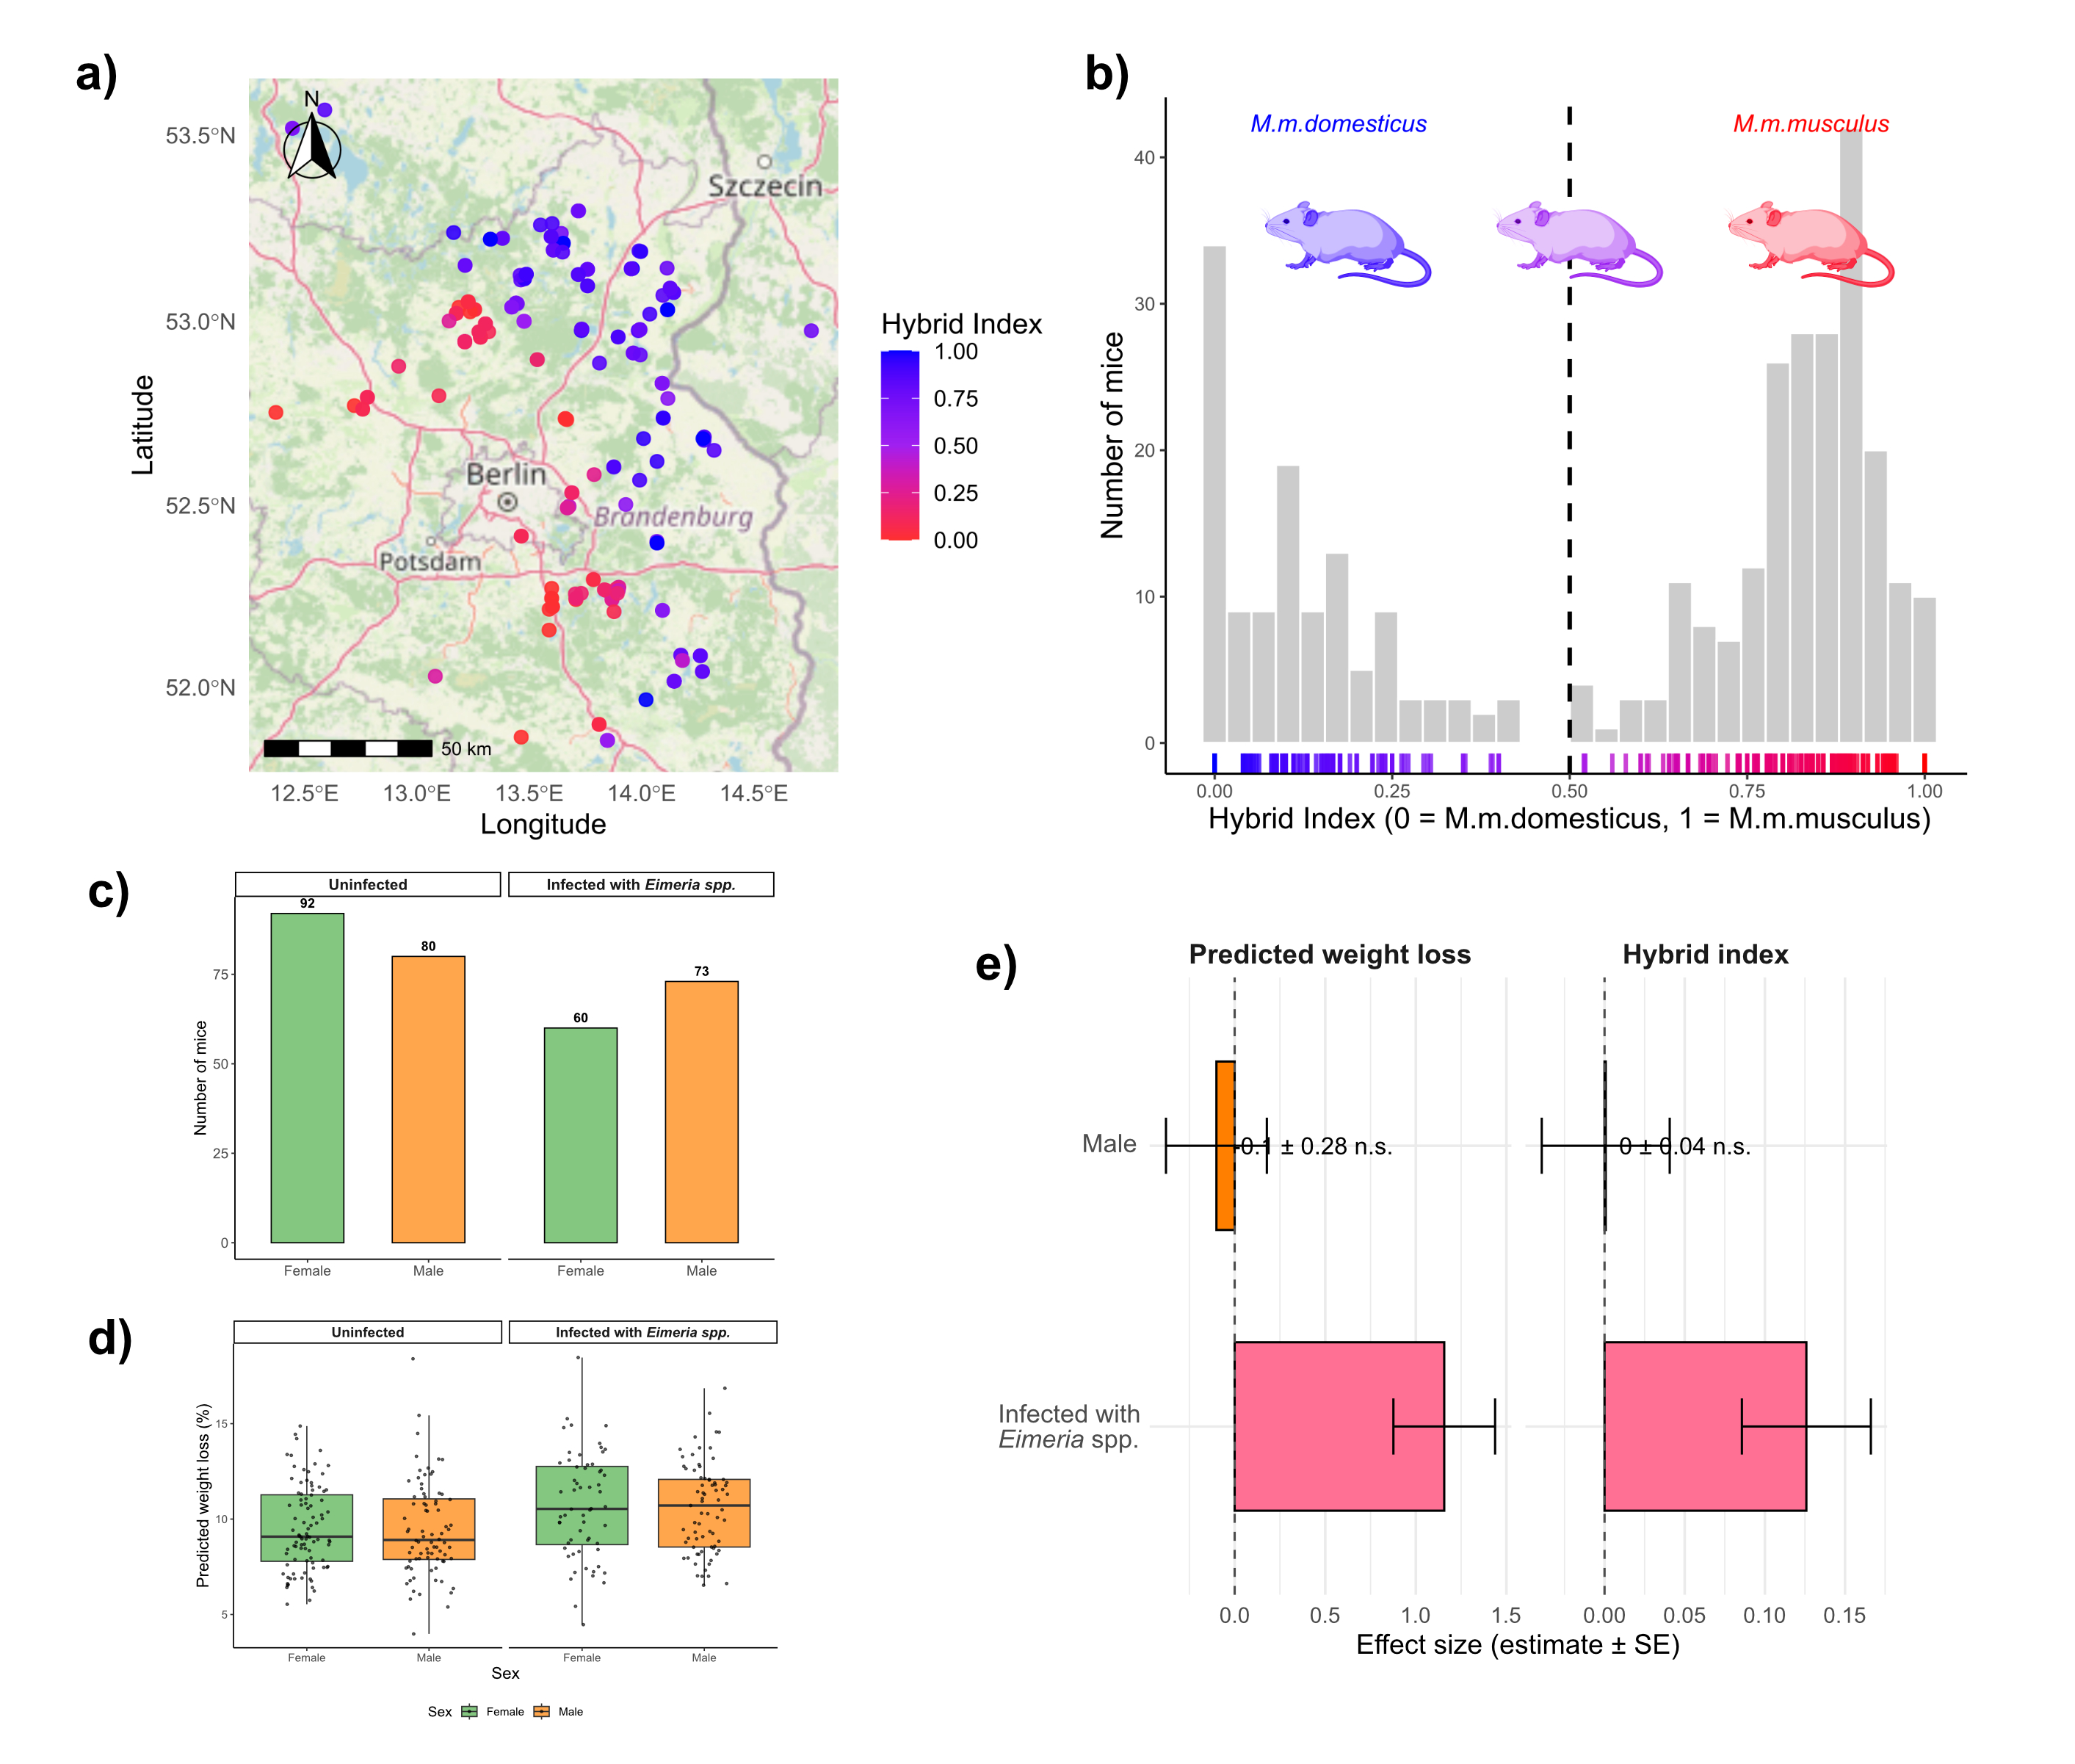 a)
N
53.5°N
53.0°N
52.5°N
52.0°N
Latitude
Szczecin
Berlin
Brandenburg
Potsdam
50 km
12.5°E 13.0°E 13.5°E 14.0°E 14.5°E
Longitude
Hybrid Index
1.00
0.75
0.50
0.25
0.00
b)
M.m.domesticus M.m.musculus
Number of mice
40
30
20
10
0
0.00 0.25 0.50 0.75 1.00
Hybrid Index (0 = M.m.domesticus, 1 = M.m.musculus)
c)
Uninfected Infected with Eimeria spp.
92 80 60 73
Number of mice
75
50
25
0
Female Male Female Male
d)
Uninfected Infected with Eimeria spp.
Predicted weight loss (%)
15
10
5
Female Male Female Male
Sex
Sex Female Male
e)
Predicted weight loss Hybrid index
Male
-0.1 ± 0.28 n.s. 0 ± 0.04 n.s.
Infected with
Eimeria spp.
0.0 0.5 1.0 1.5 0.00 0.05 0.10 0.15
Effect size (estimate ± SE)